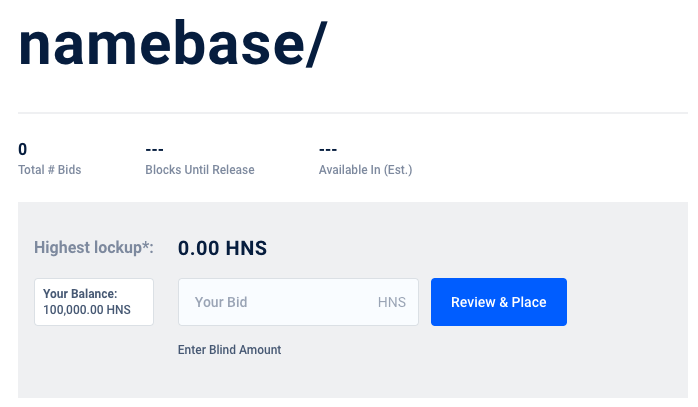 namebase/
0 --- ---
Total # Bids Blocks Until Release Available In (Est.)
Highest lockup*: 0.00 HNS
Your Balance:
100,000.00 HNS
Your Bid HNS
Review & Place
Enter Blind Amount